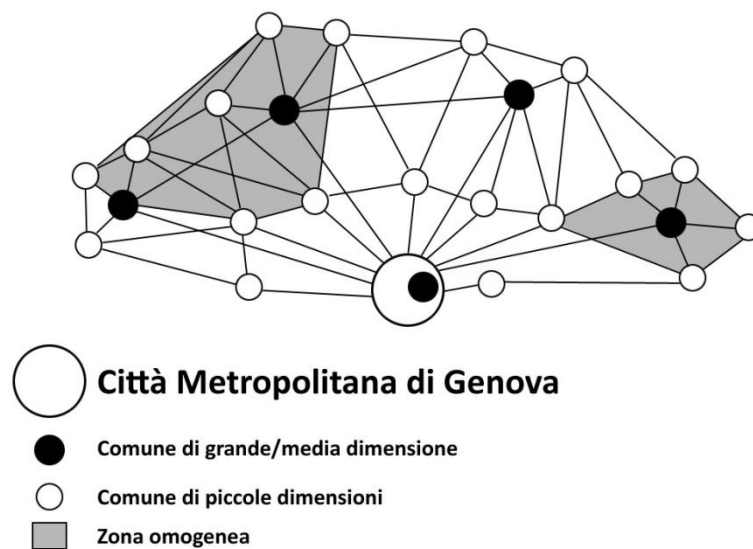 Città Metropolitana di Genova
Comune di grande/media dimensione
Comune di piccole dimensioni
Zona omogenea